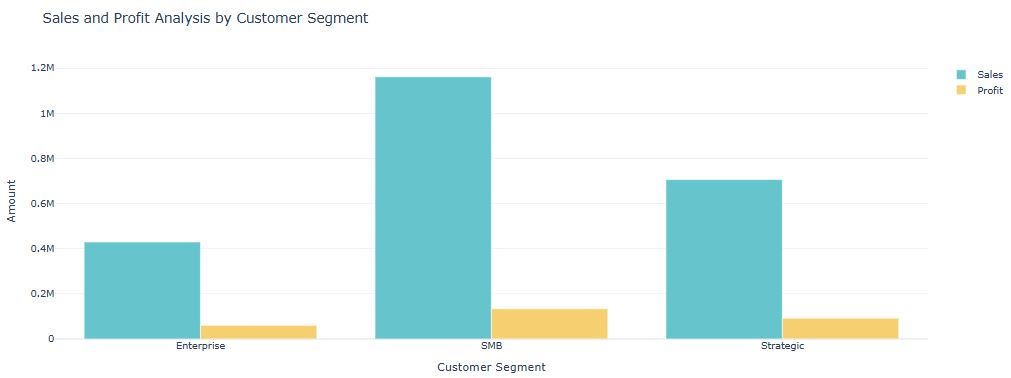 Sales and Profit Analysis by Customer Segment
1.2M
1M
0.8M
0.6M
0.4M
0.2M
0
Amount
Enterprise
SMB
Strategic
Customer Segment
Sales
Profit